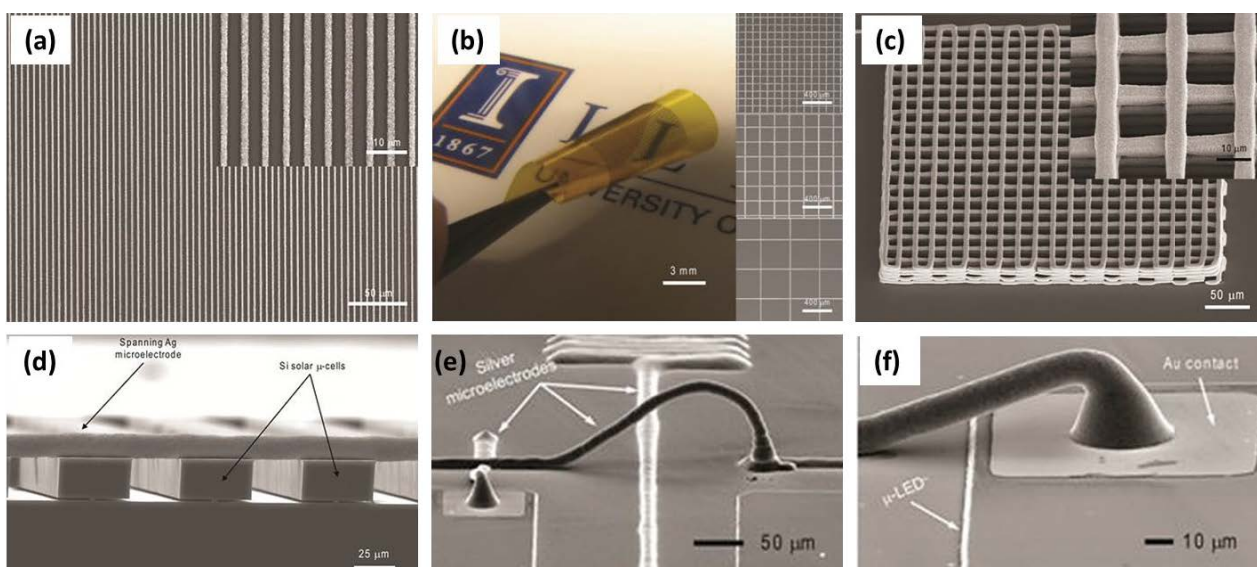 (a)
10 μm
50 μm
(b)
I
1867
UNIVERSITY O
3 mm
400 μm
400 μm
400 μm
(c)
10 μm
50 μm
(d)
Spanning Ag
microelectrode
Si solar μ-cells
25 μm
(e)
Silver
microelectrodes
50 μm
(f)
Au contact
μ-LED
10 μm